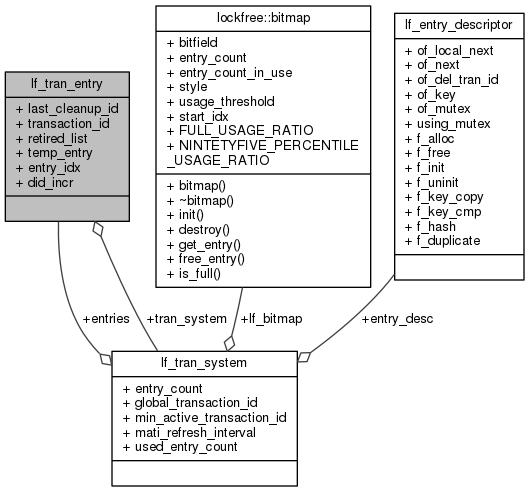 lf_tran_entry
+ last_cleanup_id
+ transaction_id
+ retired_list
+ temp_entry
+ entry_idx
+ did_incr
lockfree::bitmap
+ bitfield
+ entry_count
+ entry_count_in_use
+ style
+ usage_threshold
+ start_idx
+ FULL_USAGE_RATIO
+ NINTETYFIVE_PERCENTILE
_USAGE_RATIO
+ bitmap()
+ ~bitmap()
+ init()
+ destroy()
+ get_entry()
+ free_entry()
+ is_full()
lf_entry_descriptor
+ of_local_next
+ of_next
+ of_del_tran_id
+ of_key
+ of_mutex
+ using_mutex
+ f_alloc
+ f_free
+ f_init
+ f_uninit
+ f_key_copy
+ f_key_cmp
+ f_hash
+ f_duplicate
+entries
+tran_system
+lf_bitmap
+entry_desc
lf_tran_system
+ entry_count
+ global_transaction_id
+ min_active_transaction_id
+ mati_refresh_interval
+ used_entry_count